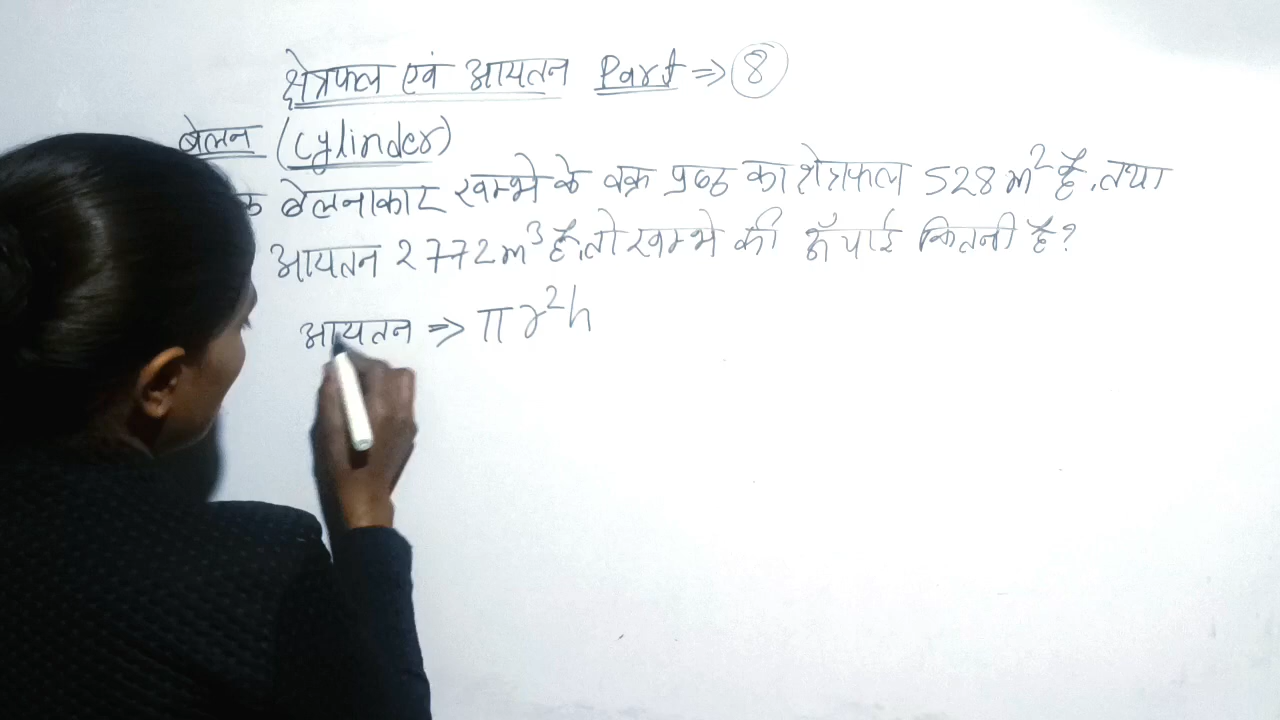 क्षेत्रफल एवं आयतन Part ⇒ 8
बेलन (Cylinder)
बेलनाकार खम्भे के वक्र पृष्ठ का क्षेत्रफल 528 m² है, तथा
आयतन 2772 m³ है, तो खम्भे की ऊँचाई कितनी है?
आयतन ⇒ πr²h